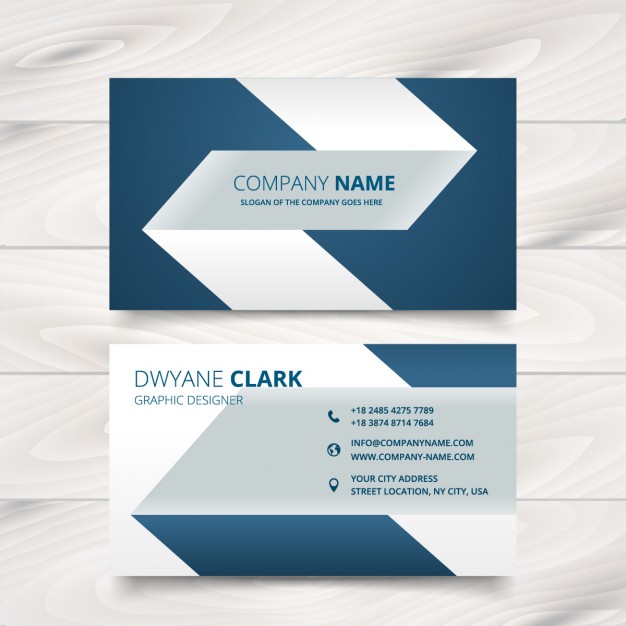 COMPANY NAME
SLOGAN OF THE COMPANY GOES HERE
DWYANE CLARK
GRAPHIC DESIGNER
+18 2485 4275 7789
+18 3874 8714 7684
INFO@COMPANYNAME.COM
WWW.COMPANY-NAME.COM
YOUR CITY ADDRESS
STREET LOCATION, NY CITY, USA